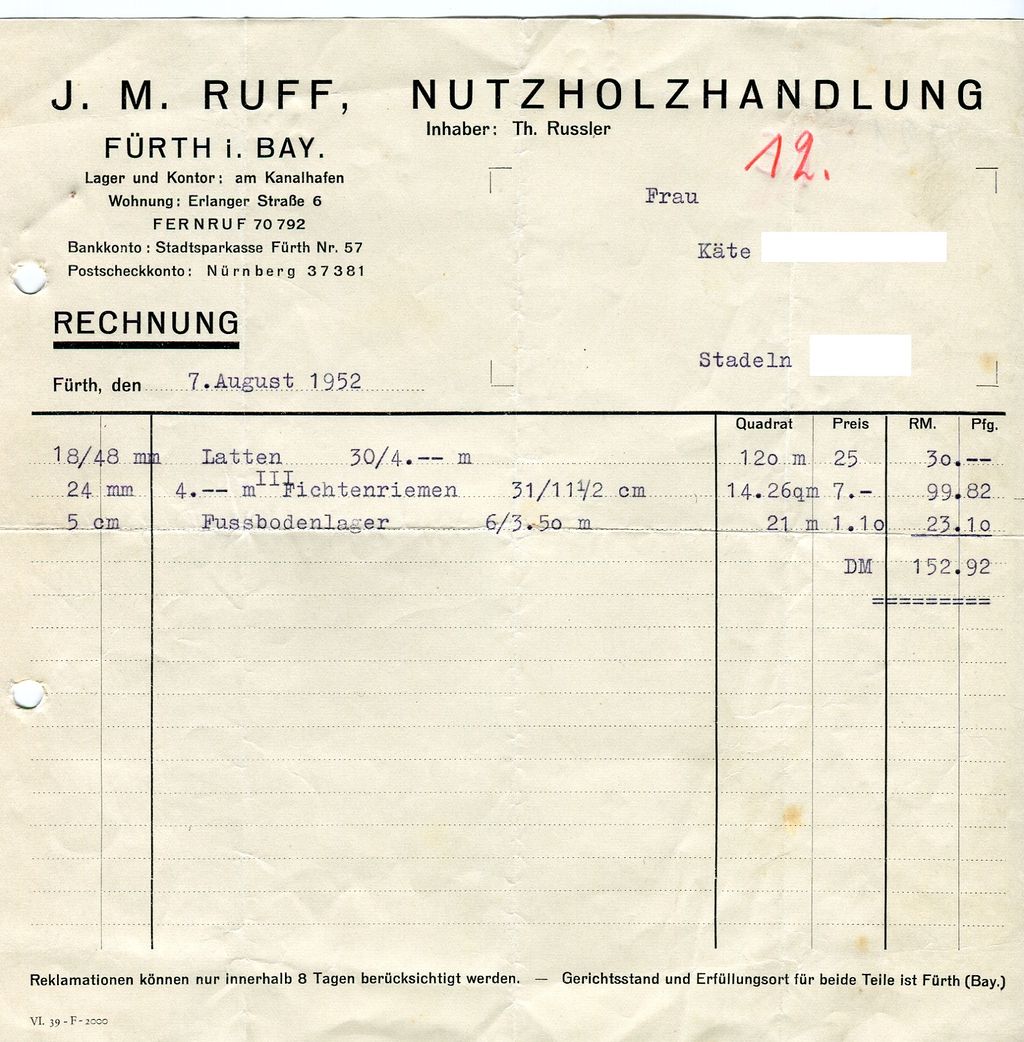 J. M. RUFF, NUTZHOLZHANDLUNG
Inhaber: Th. Russler
FÜRTH i. BAY.
12.
Lager und Kontor: am Kanalhafen
Frau
Wohnung: Erlanger Straße 6
FERNRUF 70 792
Bankkonto: Stadtsparkasse Fürth Nr. 57
Käte
Postscheckkonto: Nürnberg 37381
RECHNUNG
Stadeln
Fürth, den 7.August 1952
Quadrat Preis RM. Pfg.
18/48 mm Latten 30/4.-- m 12o m 25 3o.--
24 mm 4.-- m III Fichtenriemen 31/11 1/2 cm 14.26qm 7.- 99.82
5 cm Fussbodenlager 6/3.5o m 21 m 1.1o 23.1o
DM 152.92
=========
Reklamationen können nur innerhalb 8 Tagen berücksichtigt werden. — Gerichtsstand und Erfüllungsort für beide Teile ist Fürth (Bay.)
VI. 39 - F - 2000